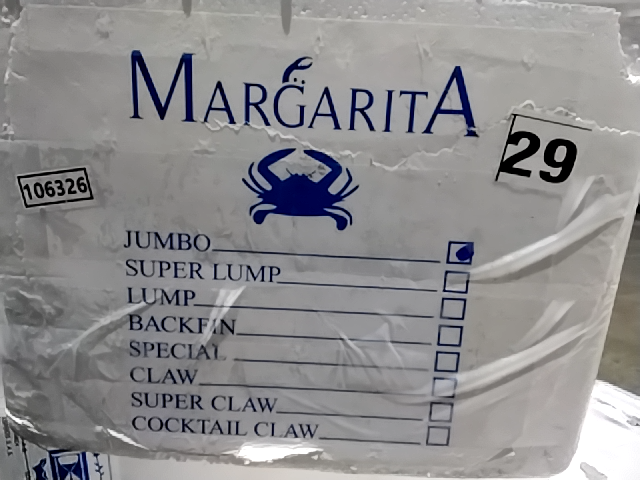 MARGARITA
29
106326
JUMBO
SUPER LUMP
LUMP
BACKFIN
SPECIAL
CLAW
SUPER CLAW
COCKTAIL CLAW